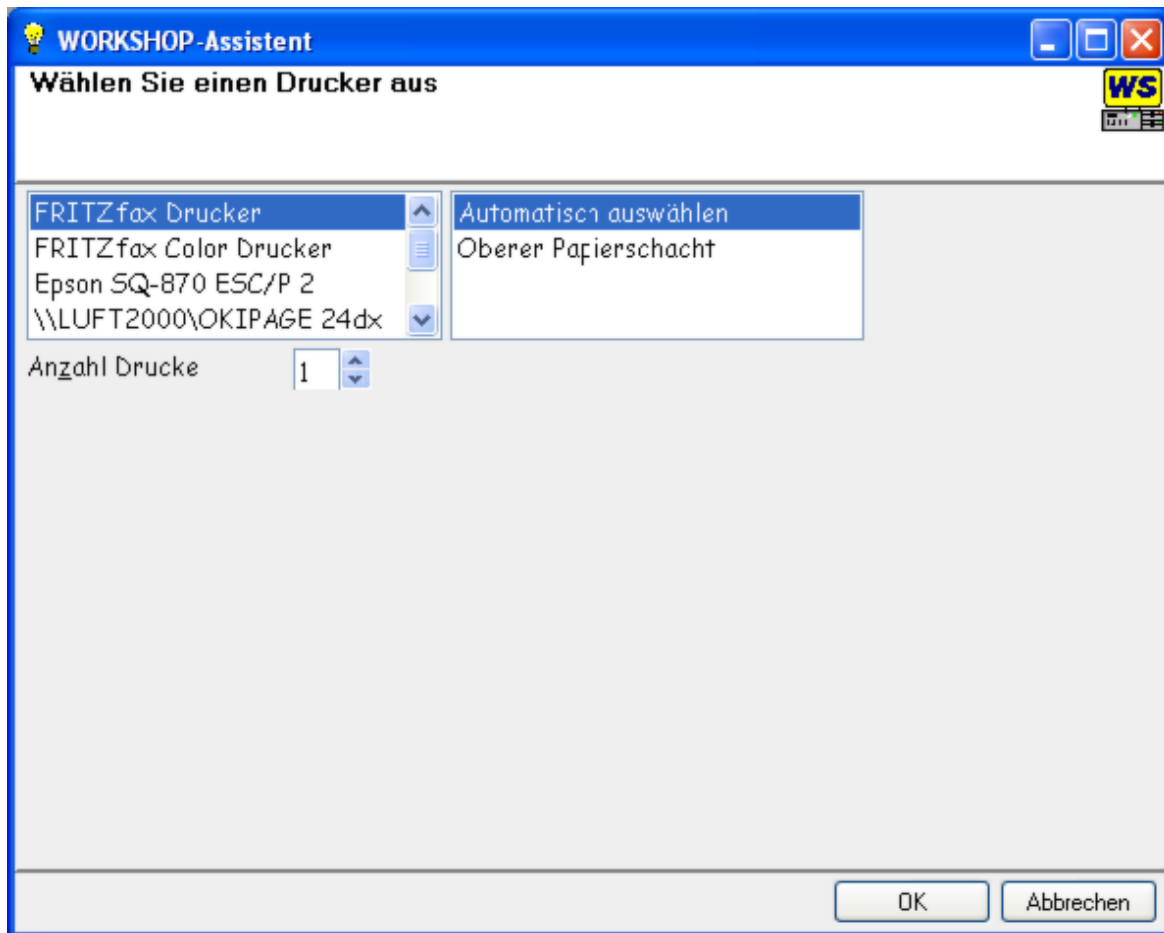 WORKSHOP-Assistent
Wählen Sie einen Drucker aus
WS
FRITZfax Drucker
FRITZfax Color Drucker
Epson SQ-870 ESC/P 2
\\LUFT2000\OKIPAGE 24dx
Automatisch auswählen
Oberer Papierschacht
Anzahl Drucke
1
OK
Abbrechen